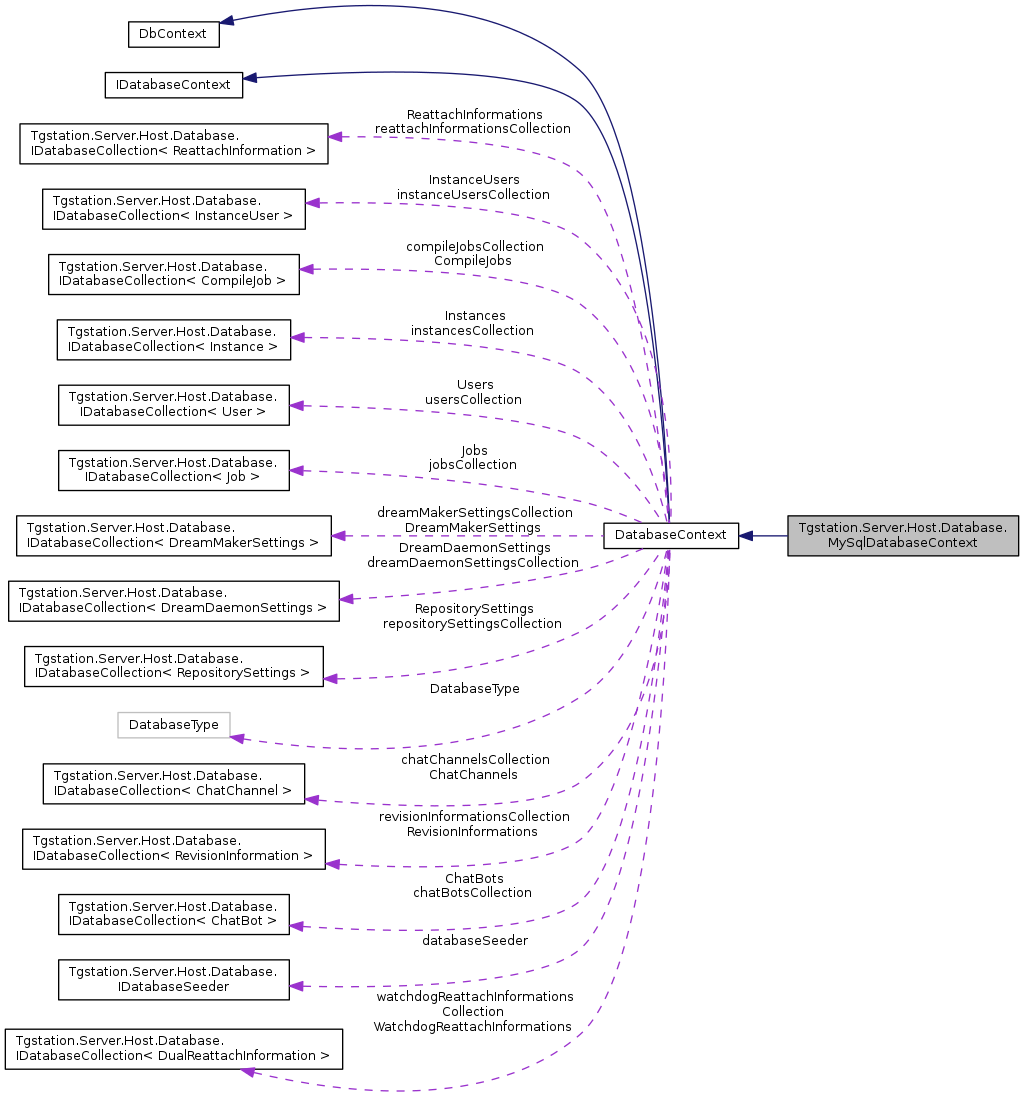 DbContext
IDatabaseContext
ReattachInformations
reattachInformationsCollection
Tgstation.Server.Host.Database.
IDatabaseCollection< ReattachInformation >
InstanceUsers
instanceUsersCollection
Tgstation.Server.Host.Database.
IDatabaseCollection< InstanceUser >
compileJobsCollection
CompileJobs
Tgstation.Server.Host.Database.
IDatabaseCollection< CompileJob >
Instances
instancesCollection
Tgstation.Server.Host.Database.
IDatabaseCollection< Instance >
Users
usersCollection
Tgstation.Server.Host.Database.
IDatabaseCollection< User >
Jobs
jobsCollection
Tgstation.Server.Host.Database.
IDatabaseCollection< Job >
dreamMakerSettingsCollection
DreamMakerSettings
Tgstation.Server.Host.Database.
IDatabaseCollection< DreamMakerSettings >
DatabaseContext
Tgstation.Server.Host.Database.
MySqlDatabaseContext
DreamDaemonSettings
dreamDaemonSettingsCollection
Tgstation.Server.Host.Database.
IDatabaseCollection< DreamDaemonSettings >
RepositorySettings
repositorySettingsCollection
Tgstation.Server.Host.Database.
IDatabaseCollection< RepositorySettings >
DatabaseType
DatabaseType
chatChannelsCollection
ChatChannels
Tgstation.Server.Host.Database.
IDatabaseCollection< ChatChannel >
revisionInformationsCollection
RevisionInformations
Tgstation.Server.Host.Database.
IDatabaseCollection< RevisionInformation >
ChatBots
chatBotsCollection
Tgstation.Server.Host.Database.
IDatabaseCollection< ChatBot >
databaseSeeder
Tgstation.Server.Host.Database.
IDatabaseSeeder
watchdogReattachInformations
Collection
WatchdogReattachInformations
Tgstation.Server.Host.Database.
IDatabaseCollection< DualReattachInformation >